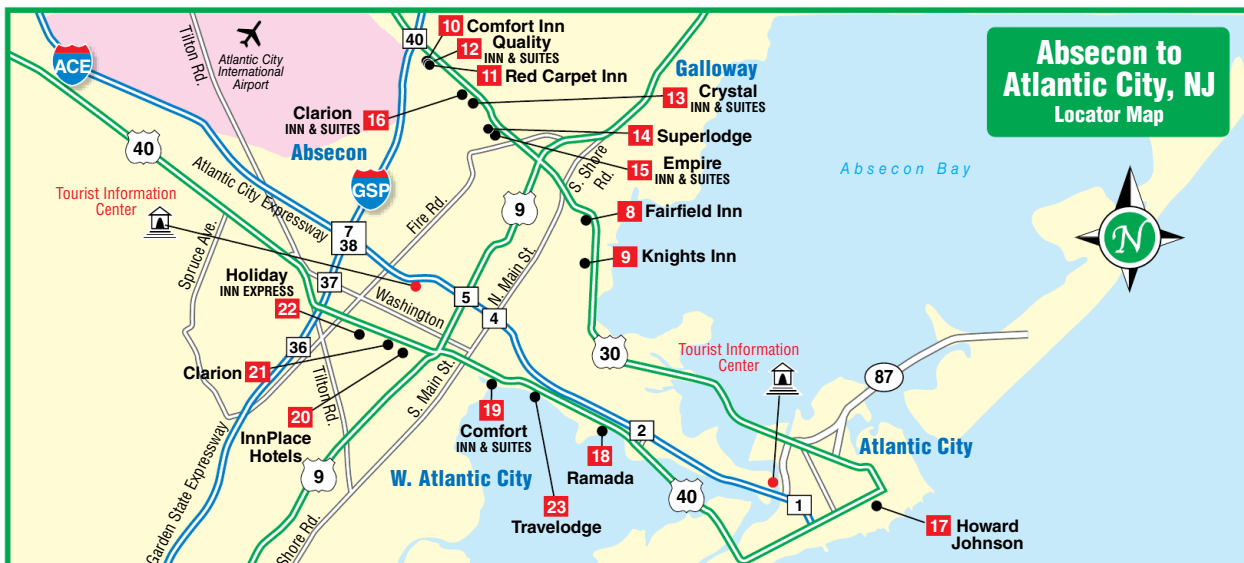 Absecon to
Atlantic City, NJ
Locator Map
ACE
Tilton Rd.
Atlantic City
International
Airport
40
10 Comfort Inn
12 Quality
INN & SUITES
11 Red Carpet Inn
Galloway
13 Crystal
INN & SUITES
Clarion
INN & SUITES
16
14 Superlodge
15 Empire
INN & SUITES
Absecon
40
Atlantic City Expressway
GSP
Fire Rd.
S. Shore
Rd.
Absecon Bay
Tourist Information
Center
9
8 Fairfield Inn
7
38
9 Knights Inn
N
Spruce Ave.
Holiday
INN EXPRESS
22
37
Washington
5
N. Main St.
4
36
30
Tourist Information
Center
87
Clarion 21
Tilton Rd.
S. Main St.
20
InnPlace
Hotels
19
Comfort
INN & SUITES
2
18
Ramada
Atlantic City
Garden State Expressway
9
W. Atlantic City
23
Travelodge
40
1
17 Howard
Johnson
Shore Rd.